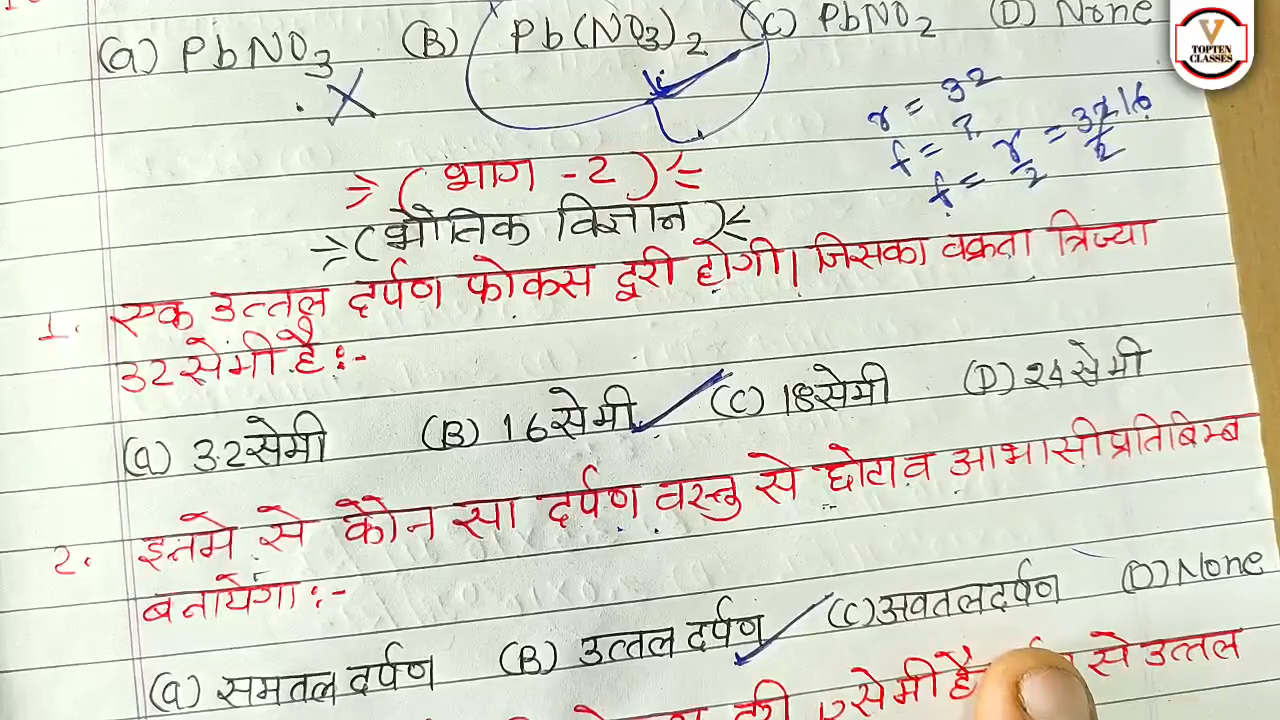 (a) PbNO3 (B) Pb(NO3)2 (C) PbNO2 (D) None
V
TOPTEN
CLASSES
r = 32
f = ?
f = r/2 = 32/2 16
⇒ (भाग - 2) ⇐
⇒ (भौतिक विज्ञान) ⇐
1. एक उत्तल दर्पण फोकस दूरी होगी। जिसका वक्रता त्रिज्या
32 सेंमी है :-
(a) 32 सेमी (B) 16 सेमी (C) 18 सेमी (D) 24 सेमी
2. इनमे से कौन सा दर्पण वस्तु से छोटा व आभासी प्रतिबिम्ब
बनायेगा :-
(a) समतल दर्पण (B) उत्तल दर्पण (C) अवतल दर्पण (D) None
सेमी है से उत्तल